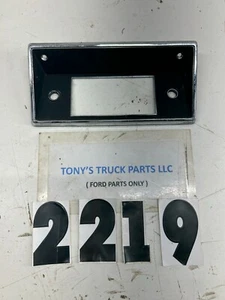 TONY'S TRUCK PARTS LLC
( FORD PARTS ONLY )
2219